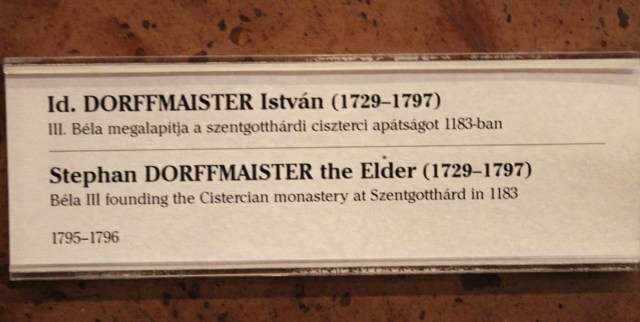 Id. DORFFMAISTER István (1729–1797)
III. Béla megalapítja a szentgotthárdi ciszterci apátságot 1183-ban
Stephan DORFFMAISTER the Elder (1729–1797)
Béla III founding the Cistercian monastery at Szentgotthárd in 1183
1795–1796